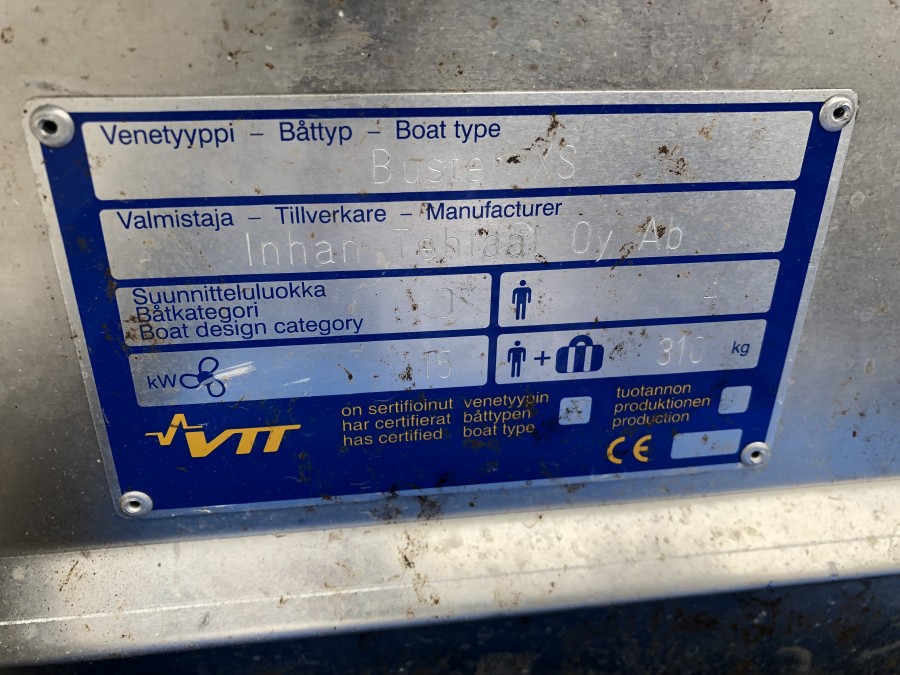 Venetyyppi – Båttyp – Boat type
Buster XS
Valmistaja – Tillverkare – Manufacturer
Inhan Tehtaat Oy Ab
Suunnitteluluokka
Båtkategori
Boat design category
D
-
kW
15
+
310 kg
VTT
on sertifioinut
har certifierat
has certified
venetyypin
båttypen
boat type
tuotannon
produktionen
production
CE